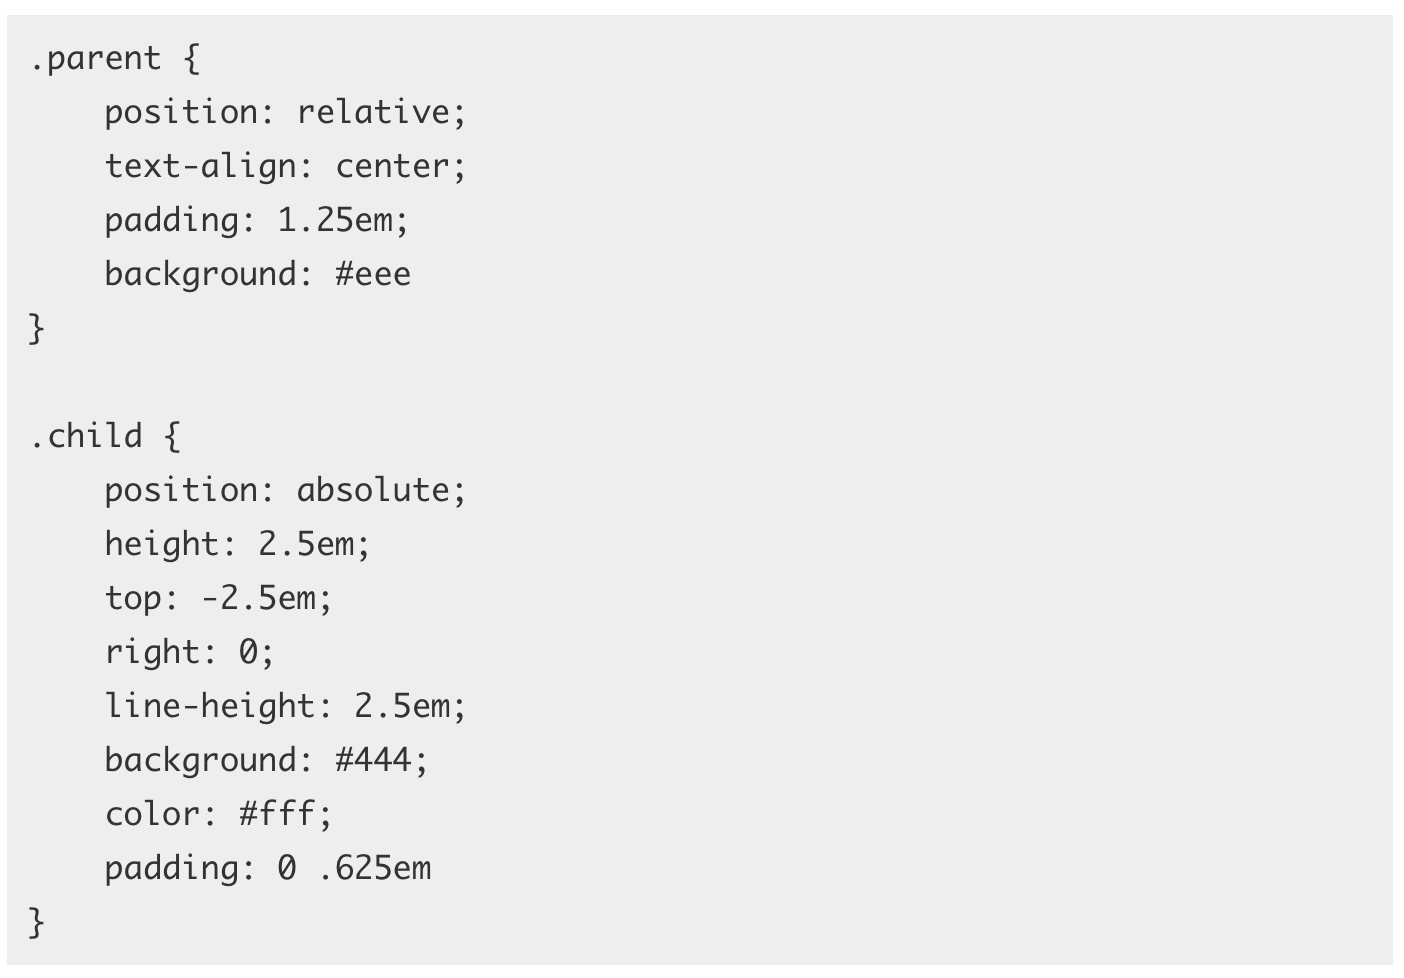 .parent {
    position: relative;
    text-align: center;
    padding: 1.25em;
    background: #eee
}

.child {
    position: absolute;
    height: 2.5em;
    top: -2.5em;
    right: 0;
    line-height: 2.5em;
    background: #444;
    color: #fff;
    padding: 0 .625em
}